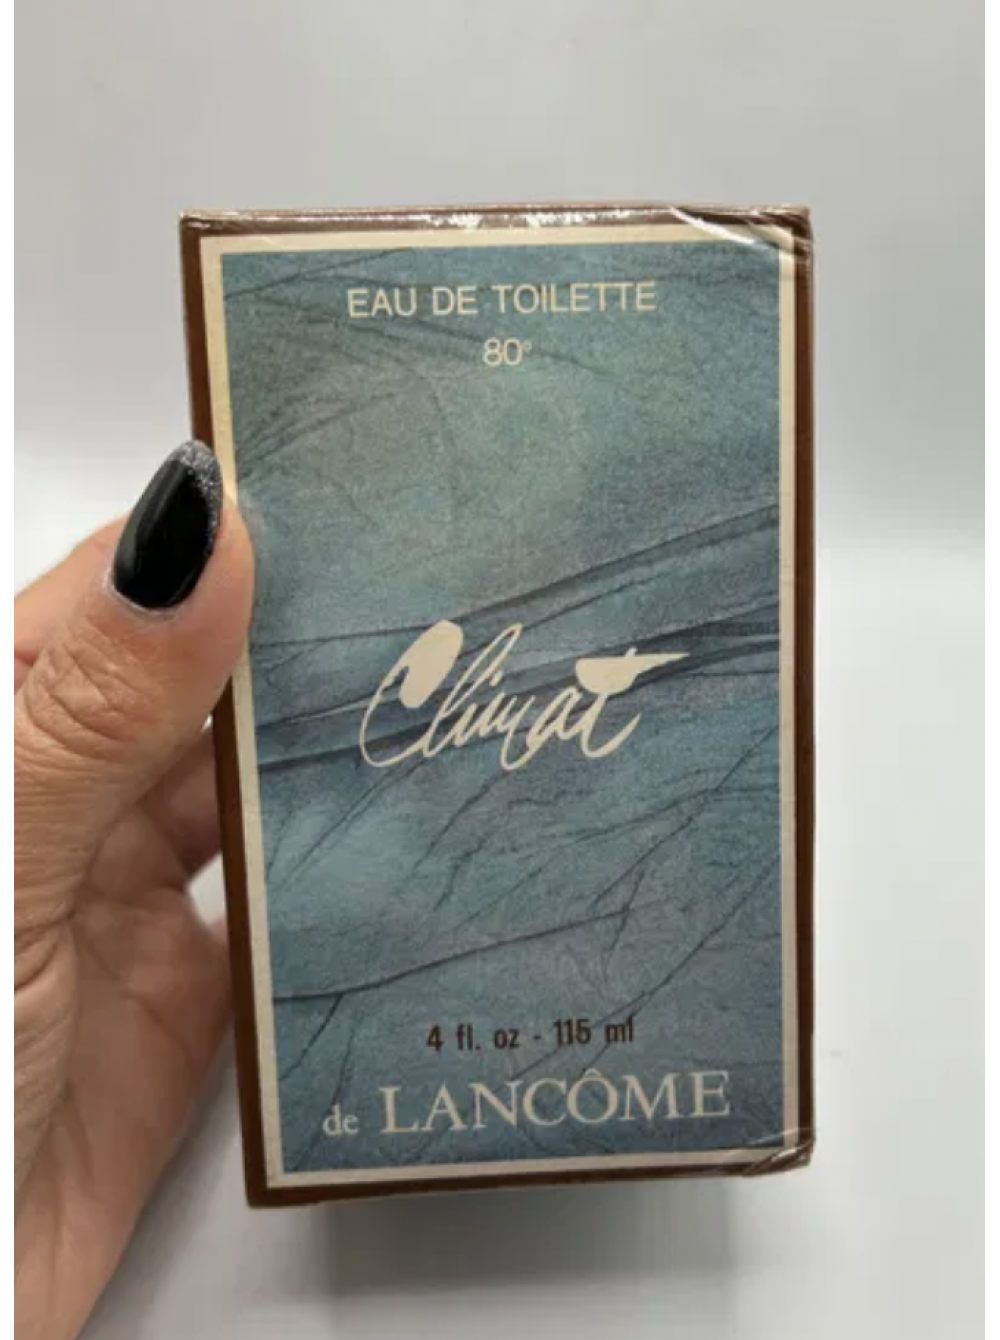 EAU DE TOILETTE
80°
Climat
4 fl. oz - 115 ml
de LANCÔME